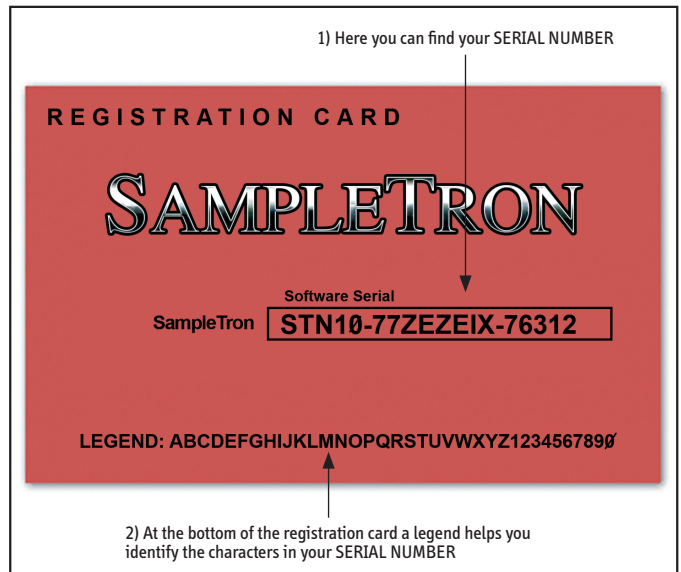 1) Here you can find your SERIAL NUMBER
REGISTRATION CARD
SAMPLETRON
Software Serial
SampleTron STN10-77ZEZEIX-76312
LEGEND: ABCDEFGHIJKLMNOPQRSTUVWXYZ1234567890
2) At the bottom of the registration card a legend helps you
identify the characters in your SERIAL NUMBER